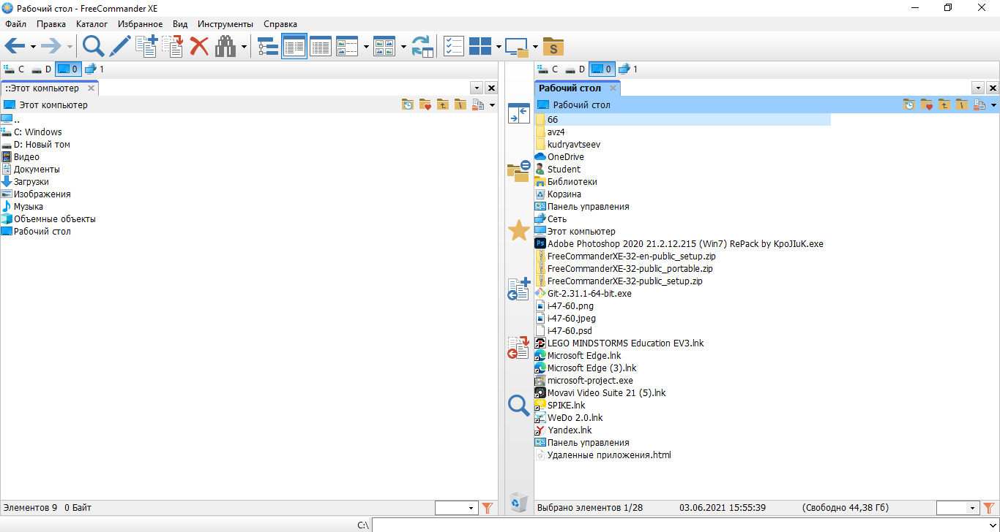 Рабочий стол - FreeCommander XE
Файл Правка Каталог Избранное Вид Инструменты Справка
S
C D 0 1
C D 0 1
::Этот компьютер
Этот компьютер
..
C: Windows
D: Новый том
Видео
Документы
Загрузки
Изображения
Музыка
Объемные объекты
Рабочий стол
Элементов 9 0 Байт
Рабочий стол
Рабочий стол
66
avz4
kudryavtseev
OneDrive
Student
Библиотеки
Корзина
Панель управления
Сеть
Этот компьютер
Ps Adobe Photoshop 2020 21.2.12.215 (Win7) RePack by KpoJIuK.exe
FreeCommanderXE-32-en-public_setup.zip
FreeCommanderXE-32-public_portable.zip
FreeCommanderXE-32-public_setup.zip
Git-2.31.1-64-bit.exe
i-47-60.png
i-47-60.jpeg
i-47-60.psd
LEGO MINDSTORMS Education EV3.lnk
Microsoft Edge.lnk
Microsoft Edge (3).lnk
microsoft-project.exe
Movavi Video Suite 21 (5).lnk
SPIKE.lnk
WeDo 2.0.lnk
Yandex.lnk
Панель управления
Удаленные приложения.html
Выбрано элементов 1/28 03.06.2021 15:55:39 (Свободно 44,38 Гб)
C:\